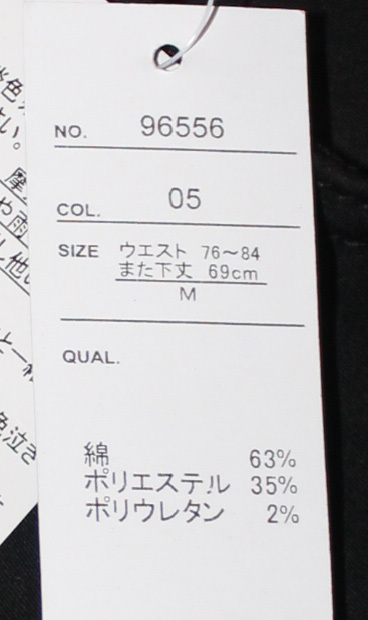 NO. 96556
COL. 05
SIZE ウエスト 76～84
また下丈 69cm
M
QUAL.
綿 63%
ポリエステル 35%
ポリウレタン 2%